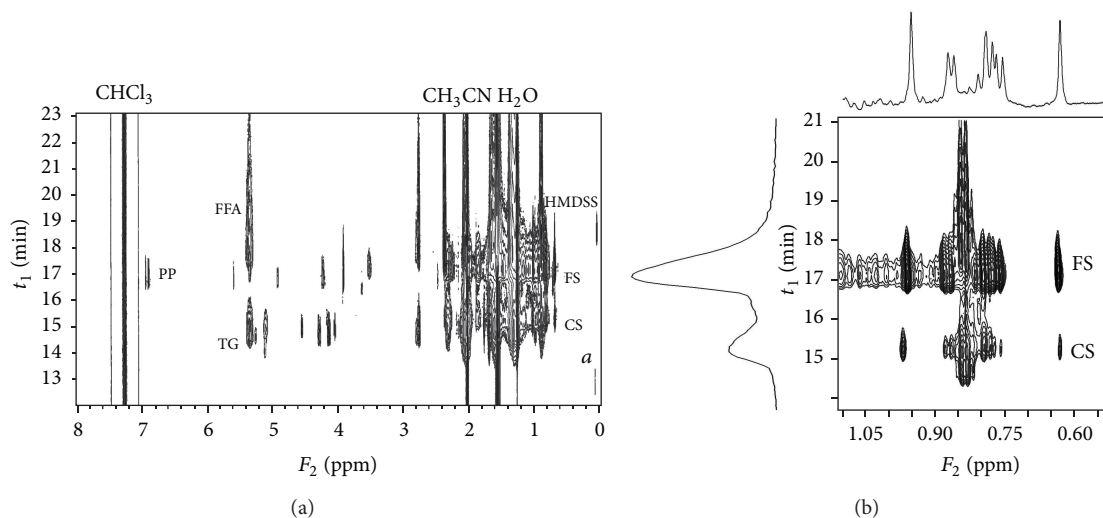 CHCl₃
CH₃CN H₂O
23
22
21
20
19
18
17
16
15
14
13
t₁ (min)
FFA
HMDSS
PP
FS
TG
CS
a
8 7 6 5 4 3 2 1 0
F₂ (ppm)
(a)
21
20
19
18
17
15
t₁ (min)
FS
CS
1.05 0.90 0.75 0.60
F₂ (ppm)
(b)